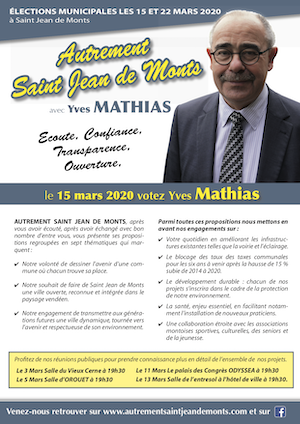 ÉLECTIONS MUNICIPALES LES 15 ET 22 MARS 2020
à Saint Jean de Monts
Autrement
Saint Jean de Monts
avec Yves MATHIAS
Ecoute, Confiance,
Transparence,
Ouverture.
le 15 mars 2020 votez Yves Mathias
AUTREMENT SAINT JEAN DE MONTS, après
vous avoir écouté, après avoir échangé avec bon
nombre d'entre vous, vous présente ses proposi-
tions regroupées en sept thématiques qui mar-
quent :
✔ Notre volonté de dessiner l'avenir d'une com-
mune où chacun trouve sa place.
✔ Notre souhait de faire de Saint Jean de Monts
une ville ouverte, reconnue et intégrée dans le
paysage vendéen.
✔ Notre engagement de transmettre aux généra-
tions futures une ville dynamique, tournée vers
l'avenir et respectueuse de son environnement.
Parmi toutes ces propositions nous mettons en
avant nos engagements sur :
✔ Votre quotidien en améliorant les infrastruc-
tures existantes telles que la voirie et l'éclairage.
✔ Le blocage des taux des taxes communales
pour les six ans à venir après la hausse de 15 %
subie de 2014 à 2020.
✔ Le développement durable : chacun de nos
projets s'inscrira dans le cadre de la protection
de notre environnement.
✔ La santé, enjeu essentiel, en facilitant notam-
ment l'installation de nouveaux praticiens.
✔ Une collaboration étroite avec les associations
montoises sportives, culturelles, des seniors et
de la jeunesse.
Profitez de nos réunions publiques pour prendre connaissance plus en détail de l'ensemble de nos projets.
Le 3 Mars Salle du Vieux Cerne à 19h30
Le 11 Mars Le palais des Congrès ODYSSEA à 19h30
Le 5 Mars Salle d'OROUET à 19h30
Le 13 Mars Salle de l'entresol à l'hôtel de ville à 19h30.
Venez-nous retrouver sur www.autrementsaintjeandemonts.com et sur f